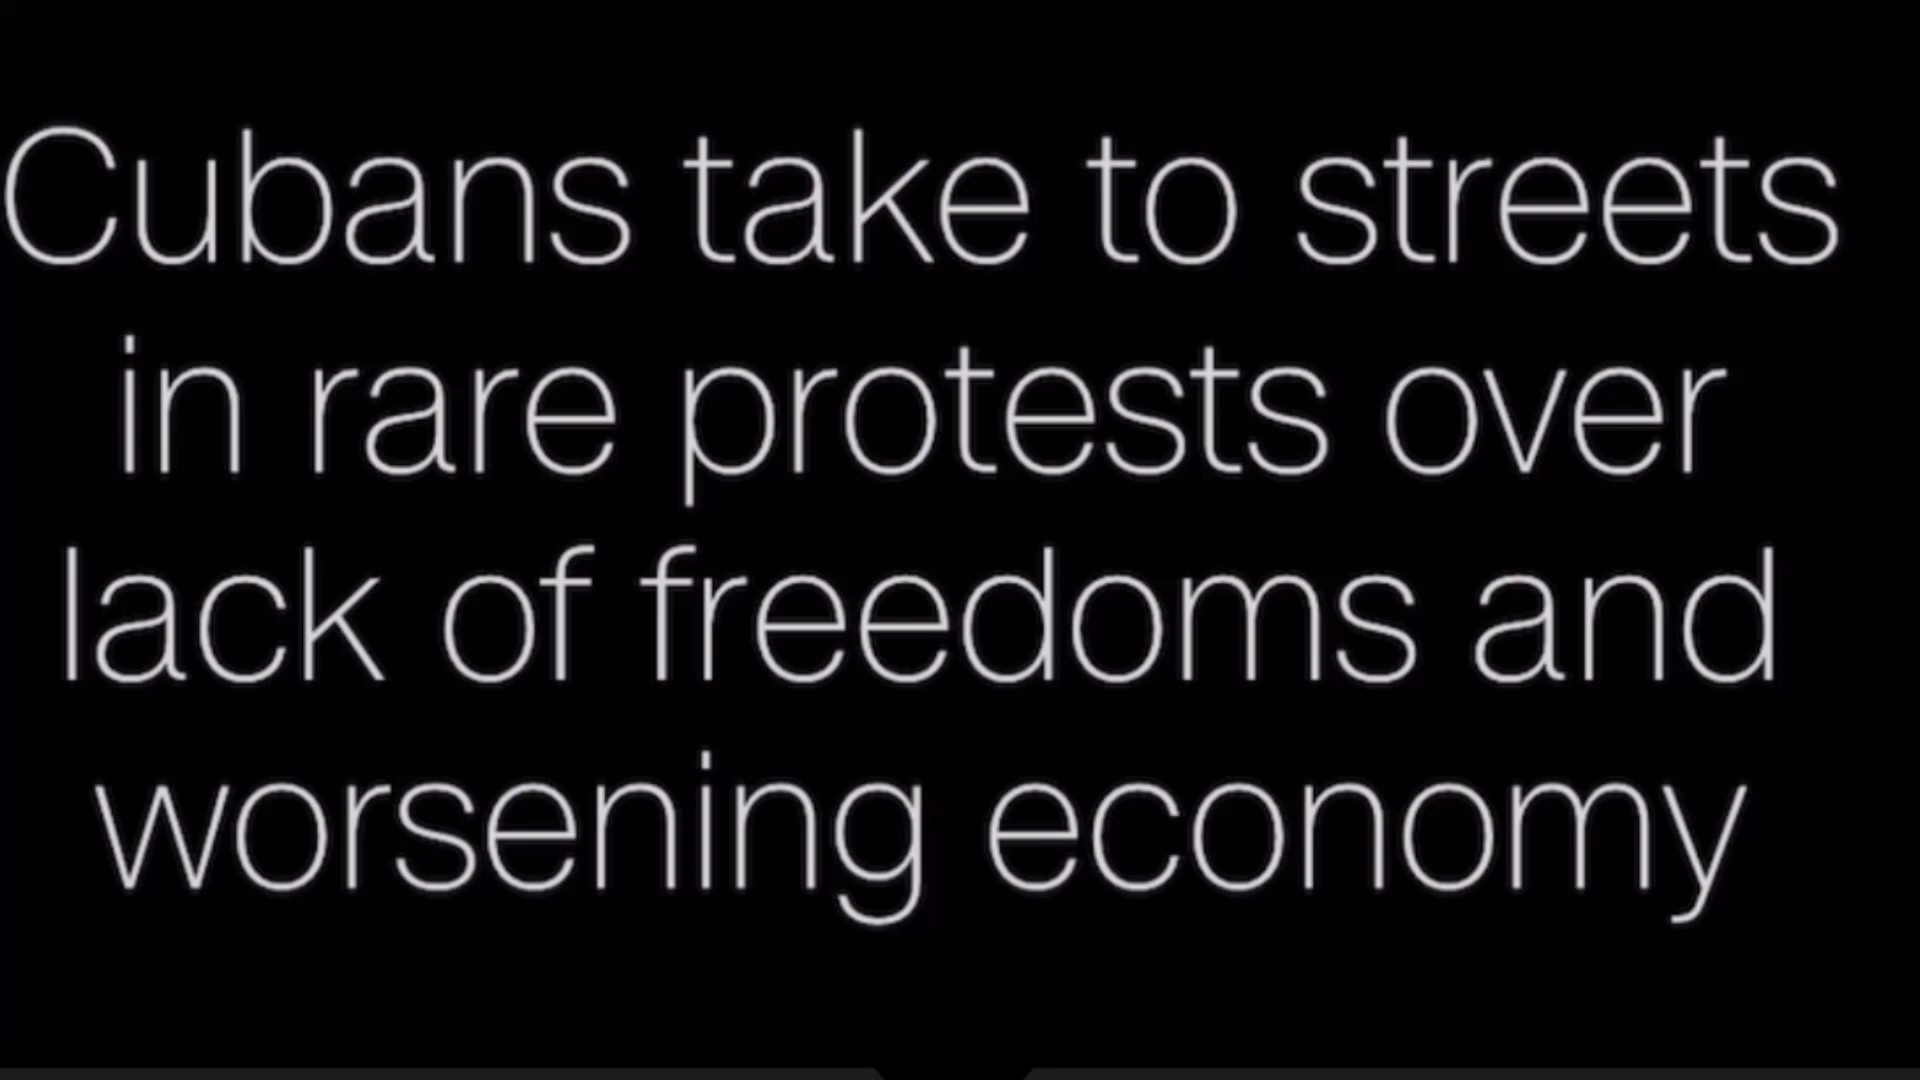 Cubans take to streets
in rare protests over
lack of freedoms and
worsening economy